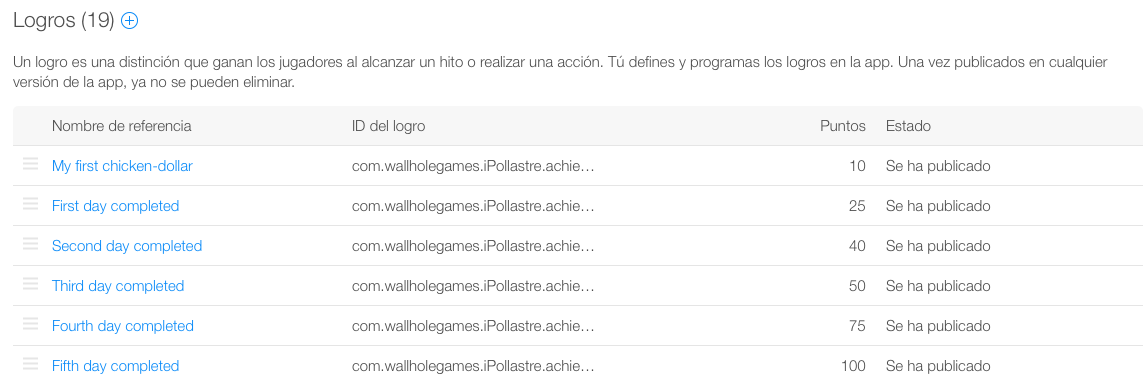 Logros (19)
Un logro es una distinción que ganan los jugadores al alcanzar un hito o realizar una acción. Tú defines y programas los logros en la app. Una vez publicados en cualquier
versión de la app, ya no se pueden eliminar.
Nombre de referencia ID del logro Puntos Estado
My first chicken-dollar com.wallholegames.iPollastre.achie... 10 Se ha publicado
First day completed com.wallholegames.iPollastre.achie... 25 Se ha publicado
Second day completed com.wallholegames.iPollastre.achie... 40 Se ha publicado
Third day completed com.wallholegames.iPollastre.achie... 50 Se ha publicado
Fourth day completed com.wallholegames.iPollastre.achie... 75 Se ha publicado
Fifth day completed com.wallholegames.iPollastre.achie... 100 Se ha publicado